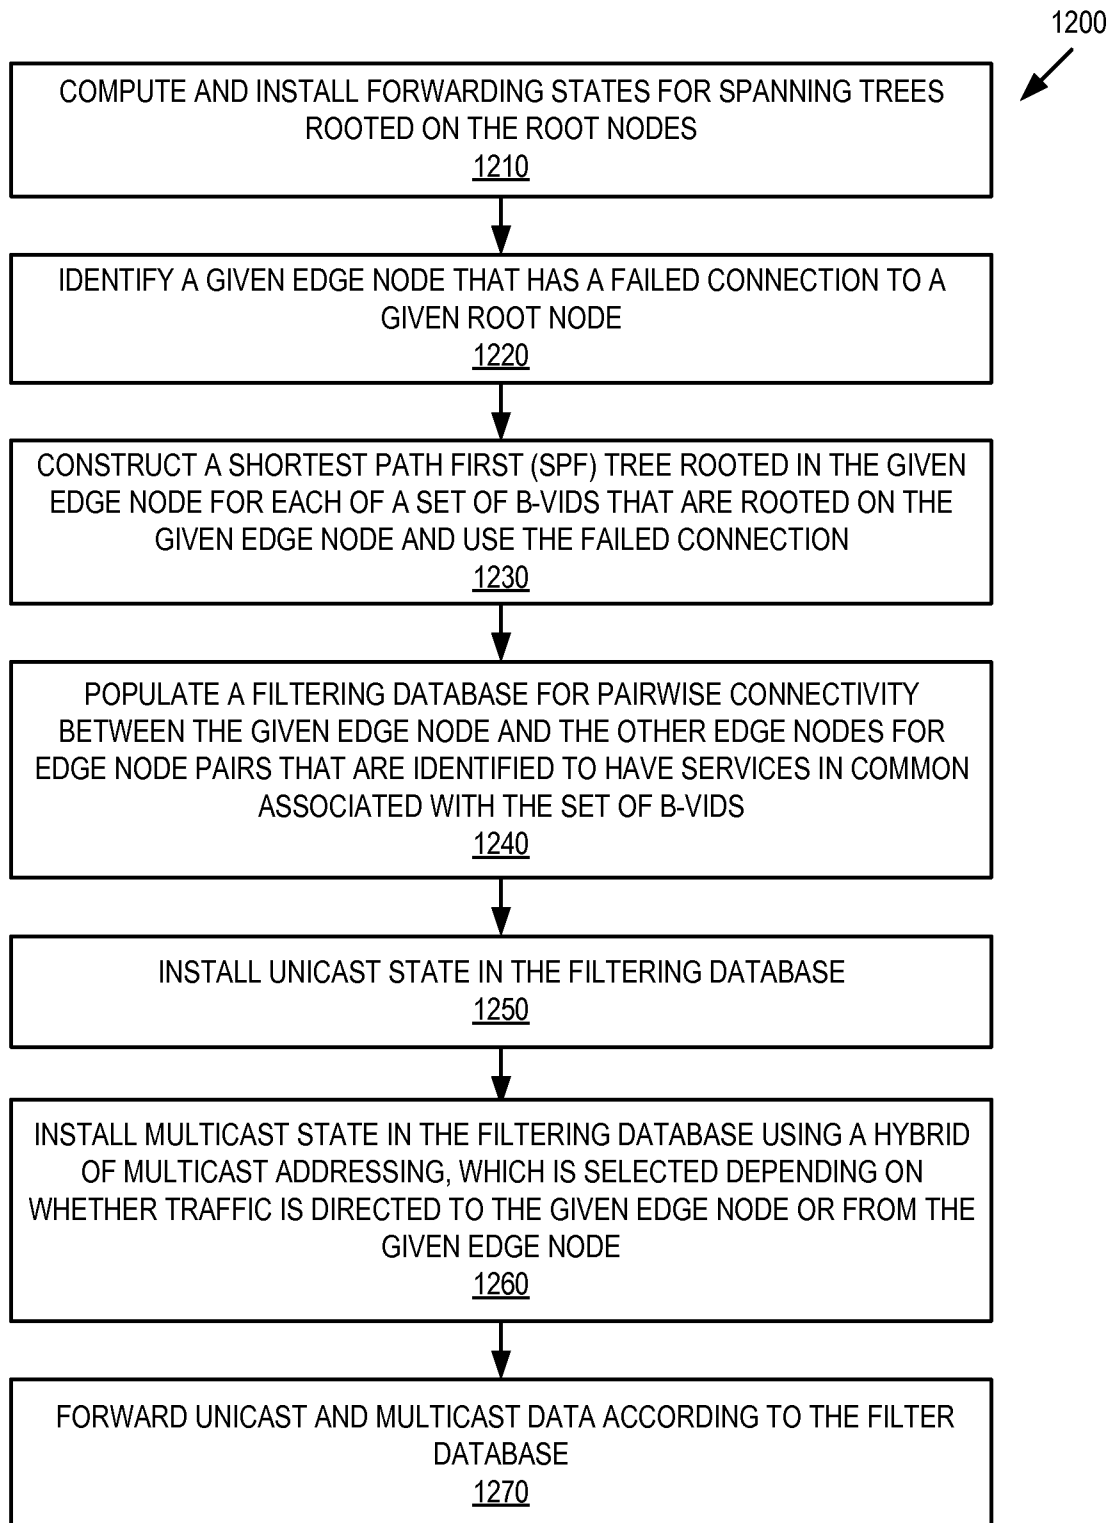 1200
COMPUTE AND INSTALL FORWARDING STATES FOR SPANNING TREES
ROOTED ON THE ROOT NODES
1210
IDENTIFY A GIVEN EDGE NODE THAT HAS A FAILED CONNECTION TO A
GIVEN ROOT NODE
1220
CONSTRUCT A SHORTEST PATH FIRST (SPF) TREE ROOTED IN THE GIVEN
EDGE NODE FOR EACH OF A SET OF B-VIDS THAT ARE ROOTED ON THE
GIVEN EDGE NODE AND USE THE FAILED CONNECTION
1230
POPULATE A FILTERING DATABASE FOR PAIRWISE CONNECTIVITY
BETWEEN THE GIVEN EDGE NODE AND THE OTHER EDGE NODES FOR
EDGE NODE PAIRS THAT ARE IDENTIFIED TO HAVE SERVICES IN COMMON
ASSOCIATED WITH THE SET OF B-VIDS
1240
INSTALL UNICAST STATE IN THE FILTERING DATABASE
1250
INSTALL MULTICAST STATE IN THE FILTERING DATABASE USING A HYBRID
OF MULTICAST ADDRESSING, WHICH IS SELECTED DEPENDING ON
WHETHER TRAFFIC IS DIRECTED TO THE GIVEN EDGE NODE OR FROM THE
GIVEN EDGE NODE
1260
FORWARD UNICAST AND MULTICAST DATA ACCORDING TO THE FILTER
DATABASE
1270